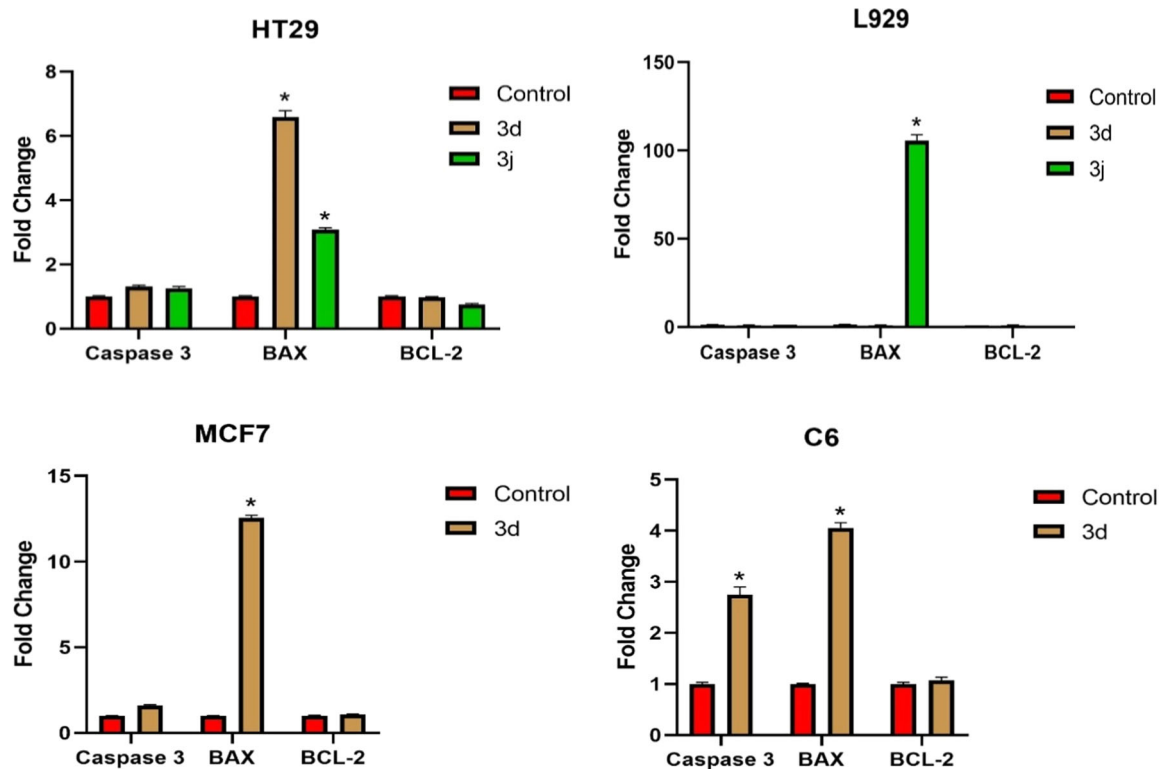 HT29
Fold Change
8
6
4
2
0
*
*
Caspase 3 BAX BCL-2
Control
3d
3j
L929
Fold Change
150
100
50
0
*
Caspase 3 BAX BCL-2
Control
3d
3j
MCF7
Fold Change
15
10
5
0
*
Caspase 3 BAX BCL-2
Control
3d
C6
Fold Change
5
4
3
2
1
0
*
*
Caspase 3 BAX BCL-2
Control
3d